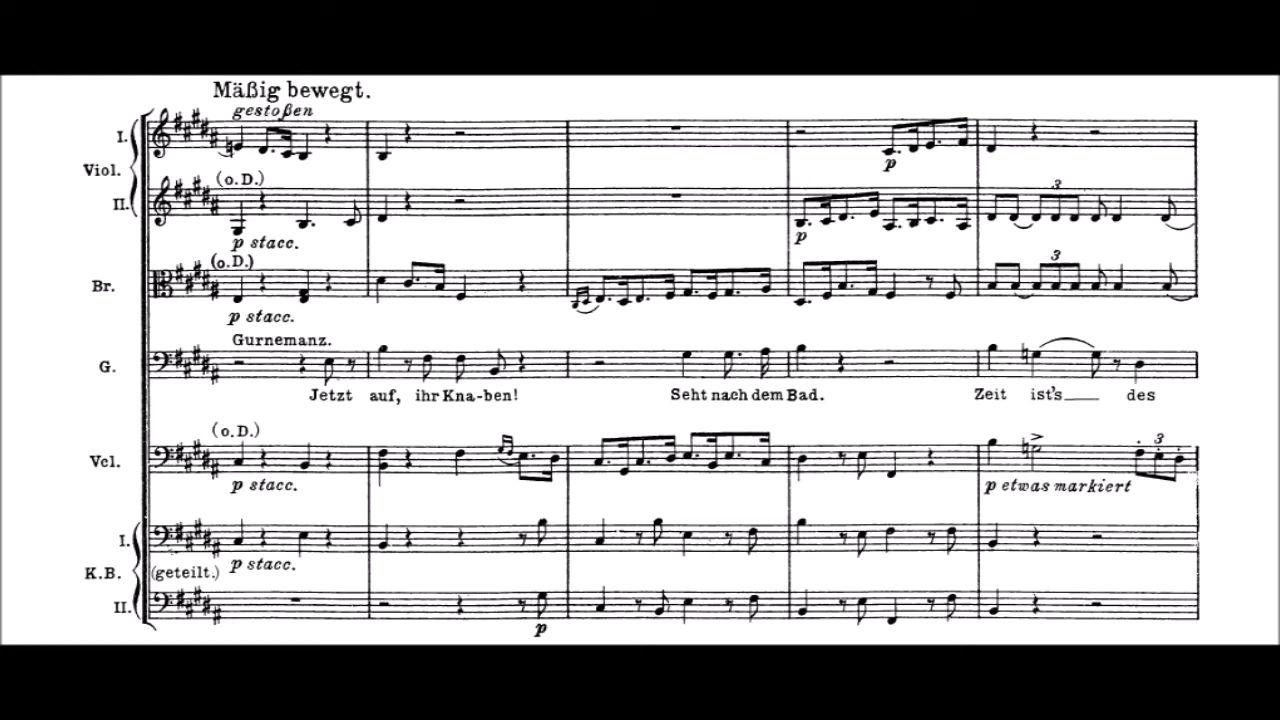 Mäßig bewegt.
gestoßen
I.
Viol.
(o.D.)
II.
p
p
p stacc.
(o.D.)
3
Br.
3
p stacc.
Gurnemanz.
G.
Jetzt auf, ihr Kna-ben! Seht nach dem Bad. Zeit ist's des
(o.D.)
3
Vcl.
p stacc. p etwas markiert
I.
p stacc.
K.B. (geteilt.)
II.
p